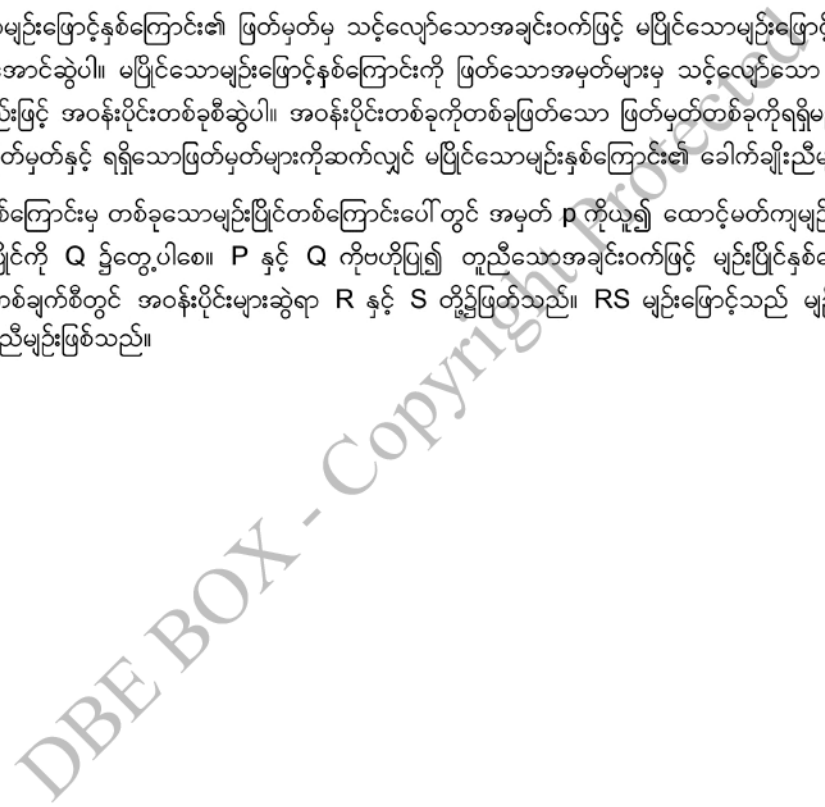 မျဉ်းဖြောင့်နှစ်ကြောင်း၏ ဖြတ်မှတ်မှ သင့်လျော်သောအချင်းဝက်ဖြင့် မပြိုင်သောမျဉ်းဖြောင့်
အောင်ဆွဲပါ။ မပြိုင်သောမျဉ်းဖြောင့်နှစ်ကြောင်းကို ဖြတ်သောအမှတ်များမှ သင့်လျော်သော
ဖြင့် အဝန်းပိုင်းတစ်ခုစီဆွဲပါ။ အဝန်းပိုင်းတစ်ခုကိုတစ်ခုဖြတ်သော ဖြတ်မှတ်တစ်ခုကိုရရှိမ
တ်မှတ်နှင့် ရရှိသောဖြတ်မှတ်များကိုဆက်လျှင် မပြိုင်သောမျဉ်းနှစ်ကြောင်း၏ ခေါက်ချိုးညီမ
စ်ကြောင်းမှ တစ်ခုသောမျဉ်းပြိုင်တစ်ကြောင်းပေါ်တွင် အမှတ် p ကိုယူ၍ ထောင့်မတ်ကျမျဉ်
ပြိုင်ကို Q ၌တွေ့ပါစေ။ P နှင့် Q ကိုဗဟိုပြု၍ တူညီသောအချင်းဝက်ဖြင့် မျဉ်းပြိုင်နှစ်
တစ်ချက်စီတွင် အဝန်းပိုင်းများဆွဲရာ R နှင့် S တို့၌ဖြတ်သည်။ RS မျဉ်းဖြောင့်သည် မျဉ်
ညီမျဉ်းဖြစ်သည်။
DBE BOX - Copyright Protected